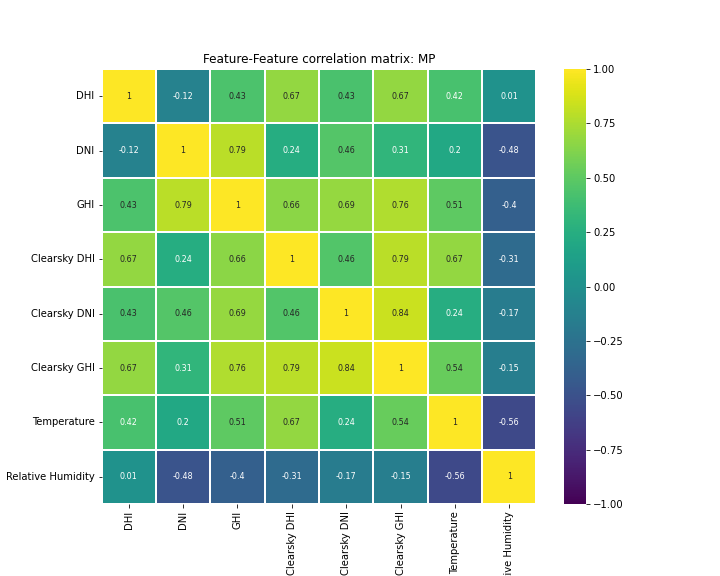 Feature-Feature correlation matrix: MP
DHI 1 -0.12 0.43 0.67 0.43 0.67 0.42 0.01
DNI -0.12 1 0.79 0.24 0.46 0.31 0.2 -0.48
GHI 0.43 0.79 1 0.66 0.69 0.76 0.51 -0.4
Clearsky DHI 0.67 0.24 0.66 1 0.46 0.79 0.67 -0.31
Clearsky DNI 0.43 0.46 0.69 0.46 1 0.84 0.24 -0.17
Clearsky GHI 0.67 0.31 0.76 0.79 0.84 1 0.54 -0.15
Temperature 0.42 0.2 0.51 0.67 0.24 0.54 1 -0.56
Relative Humidity 0.01 -0.48 -0.4 -0.31 -0.17 -0.15 -0.56 1
DHI
DNI
GHI
Clearsky DHI
Clearsky DNI
Clearsky GHI
Temperature
ive Humidity
1.00
0.75
0.50
0.25
0.00
−0.25
−0.50
−0.75
−1.00